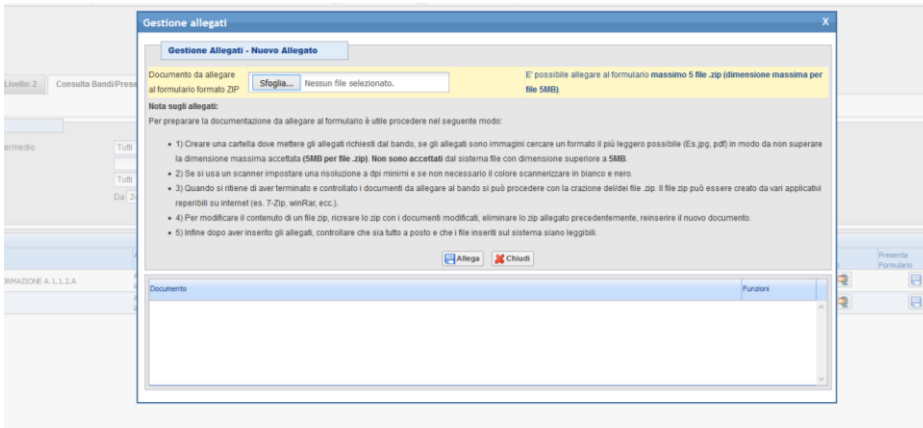 Gestione allegati X
Gestione Allegati - Nuovo Allegato
Livello: 2 Consulta Bandi/Prese
Documento da allegare
al formulario formato ZIP
Sfoglia... Nessun file selezionato.
E' possibile allegare al formulario massimo 5 file .zip (dimensione massima per
file 5MB).
Nota sugli allegati:
Per preparare la documentazione da allegare al formulario è utile procedere nel seguente modo:
ermedio Tutti
• 1) Creare una cartella dove mettere gli allegati richiesti dal bando, se gli allegati sono immagini cercare un formato il più leggero possibile (Es.jpg, pdf) in modo da non superare
la dimensione massima accettata (5MB per file .zip). Non sono accettati dal sistema file con dimensione superiore a 5MB.
• 2) Se si usa un scanner impostare una risoluzione a dpi minimi e se non necessario il colore scannerizzare in bianco e nero.
Tutti
• 3) Quando si ritiene di aver terminato e controllato i documenti da allegare al bando si può procedere con la crazione del/dei file .zip. Il file zip può essere creato da vari applicativi
reperibili su internet (es. 7-Zip, winRar, ecc.).
Da 24
• 4) Per modificare il contenuto di un file zip, ricreare lo zip con i documenti modificati, eliminare lo zip allegato precedentemente, reinserire il nuovo documento.
• 5) Infine dopo aver inserito gli allegati, controllare che sia tutto a posto e che i file inseriti sul sistema siano leggibili.
Allega Chiudi
Presenta
Formulario
Documento Funzioni
ORMAZIONE A.1.1.2.A